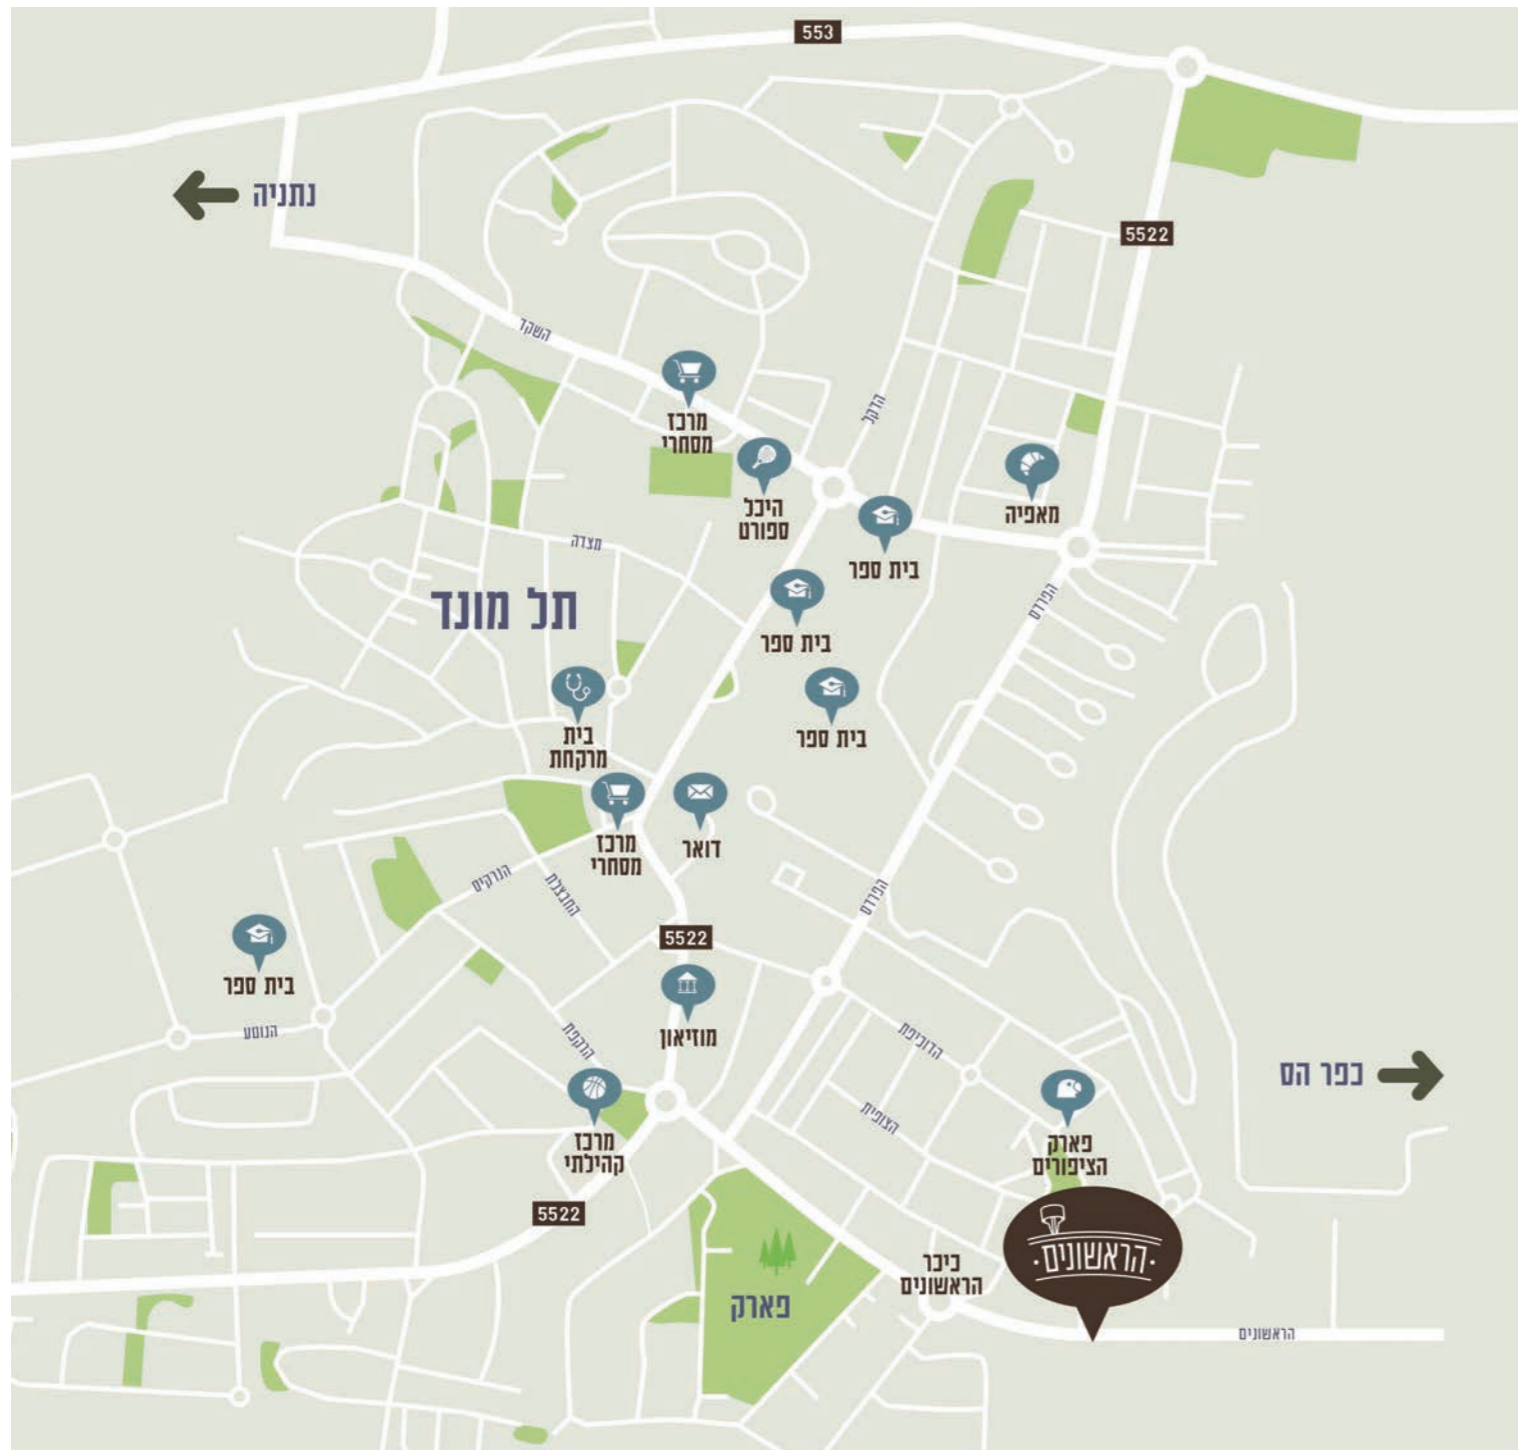 553
נתניה
5522
השקד
מרכז
מסחרי
הדקל
היכל
ספורט
מאפיה
מצדה
בית ספר
תל מונד
הפרדס
בית ספר
בית ספר
בית
מרקחת
מרכז
מסחרי
דואר
הנרקיס
החבצלת
הפרדס
5522
בית ספר
מוזיאון
הנוטע
הרקפת
הדוכיפת
כפר הס
הצופית
מרכז
קהילתי
פארק
הציפורים
5522
הראשונים
כיכר
הראשונים
פארק
הראשונים